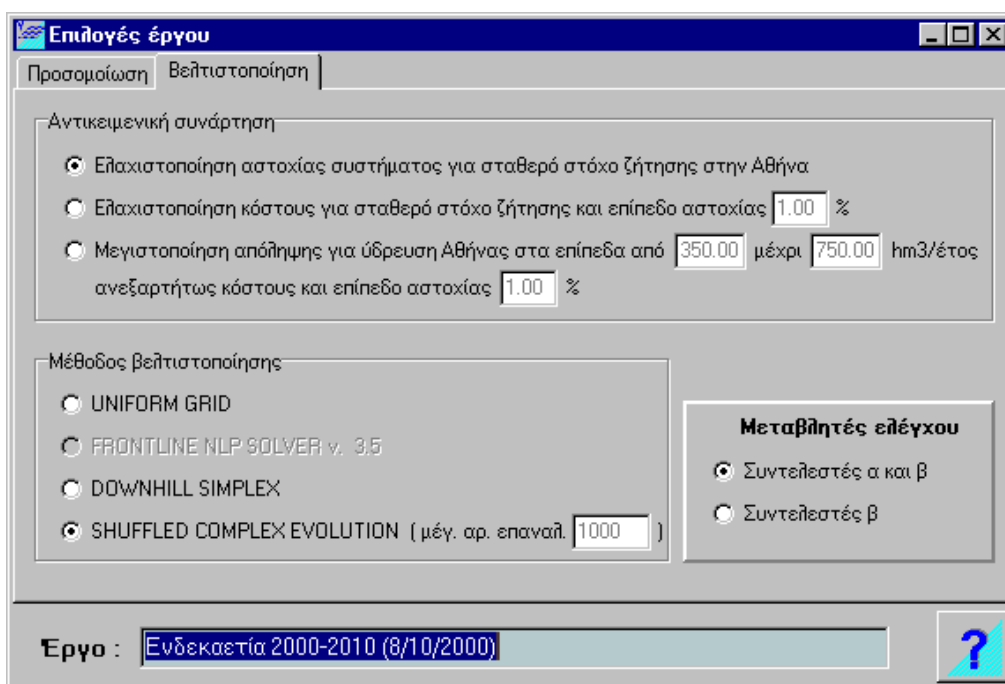 Επιλογές έργου
Προσομοίωση Βελτιστοποίηση
Αντικειμενική συνάρτηση
Ελαχιστοποίηση αστοχίας συστήματος για σταθερό στόχο ζήτησης στην Αθήνα
Ελαχιστοποίηση κόστους για σταθερό στόχο ζήτησης και επίπεδο αστοχίας 1.00 %
Μεγιστοποίηση απόληψης για ύδρευση Αθήνας στα επίπεδα από 350.00 μέχρι 750.00 hm3/έτος
ανεξαρτήτως κόστους και επίπεδο αστοχίας 1.00 %
Μέθοδος βελτιστοποίησης
UNIFORM GRID
FRONTLINE NLP SOLVER v. 3.5
DOWNHILL SIMPLEX
SHUFFLED COMPLEX EVOLUTION ( μέγ. αρ. επαναλ. 1000 )
Μεταβλητές ελέγχου
Συντελεστές α και β
Συντελεστές β
Έργο : Ενδεκαετία 2000-2010 (8/10/2000)
?